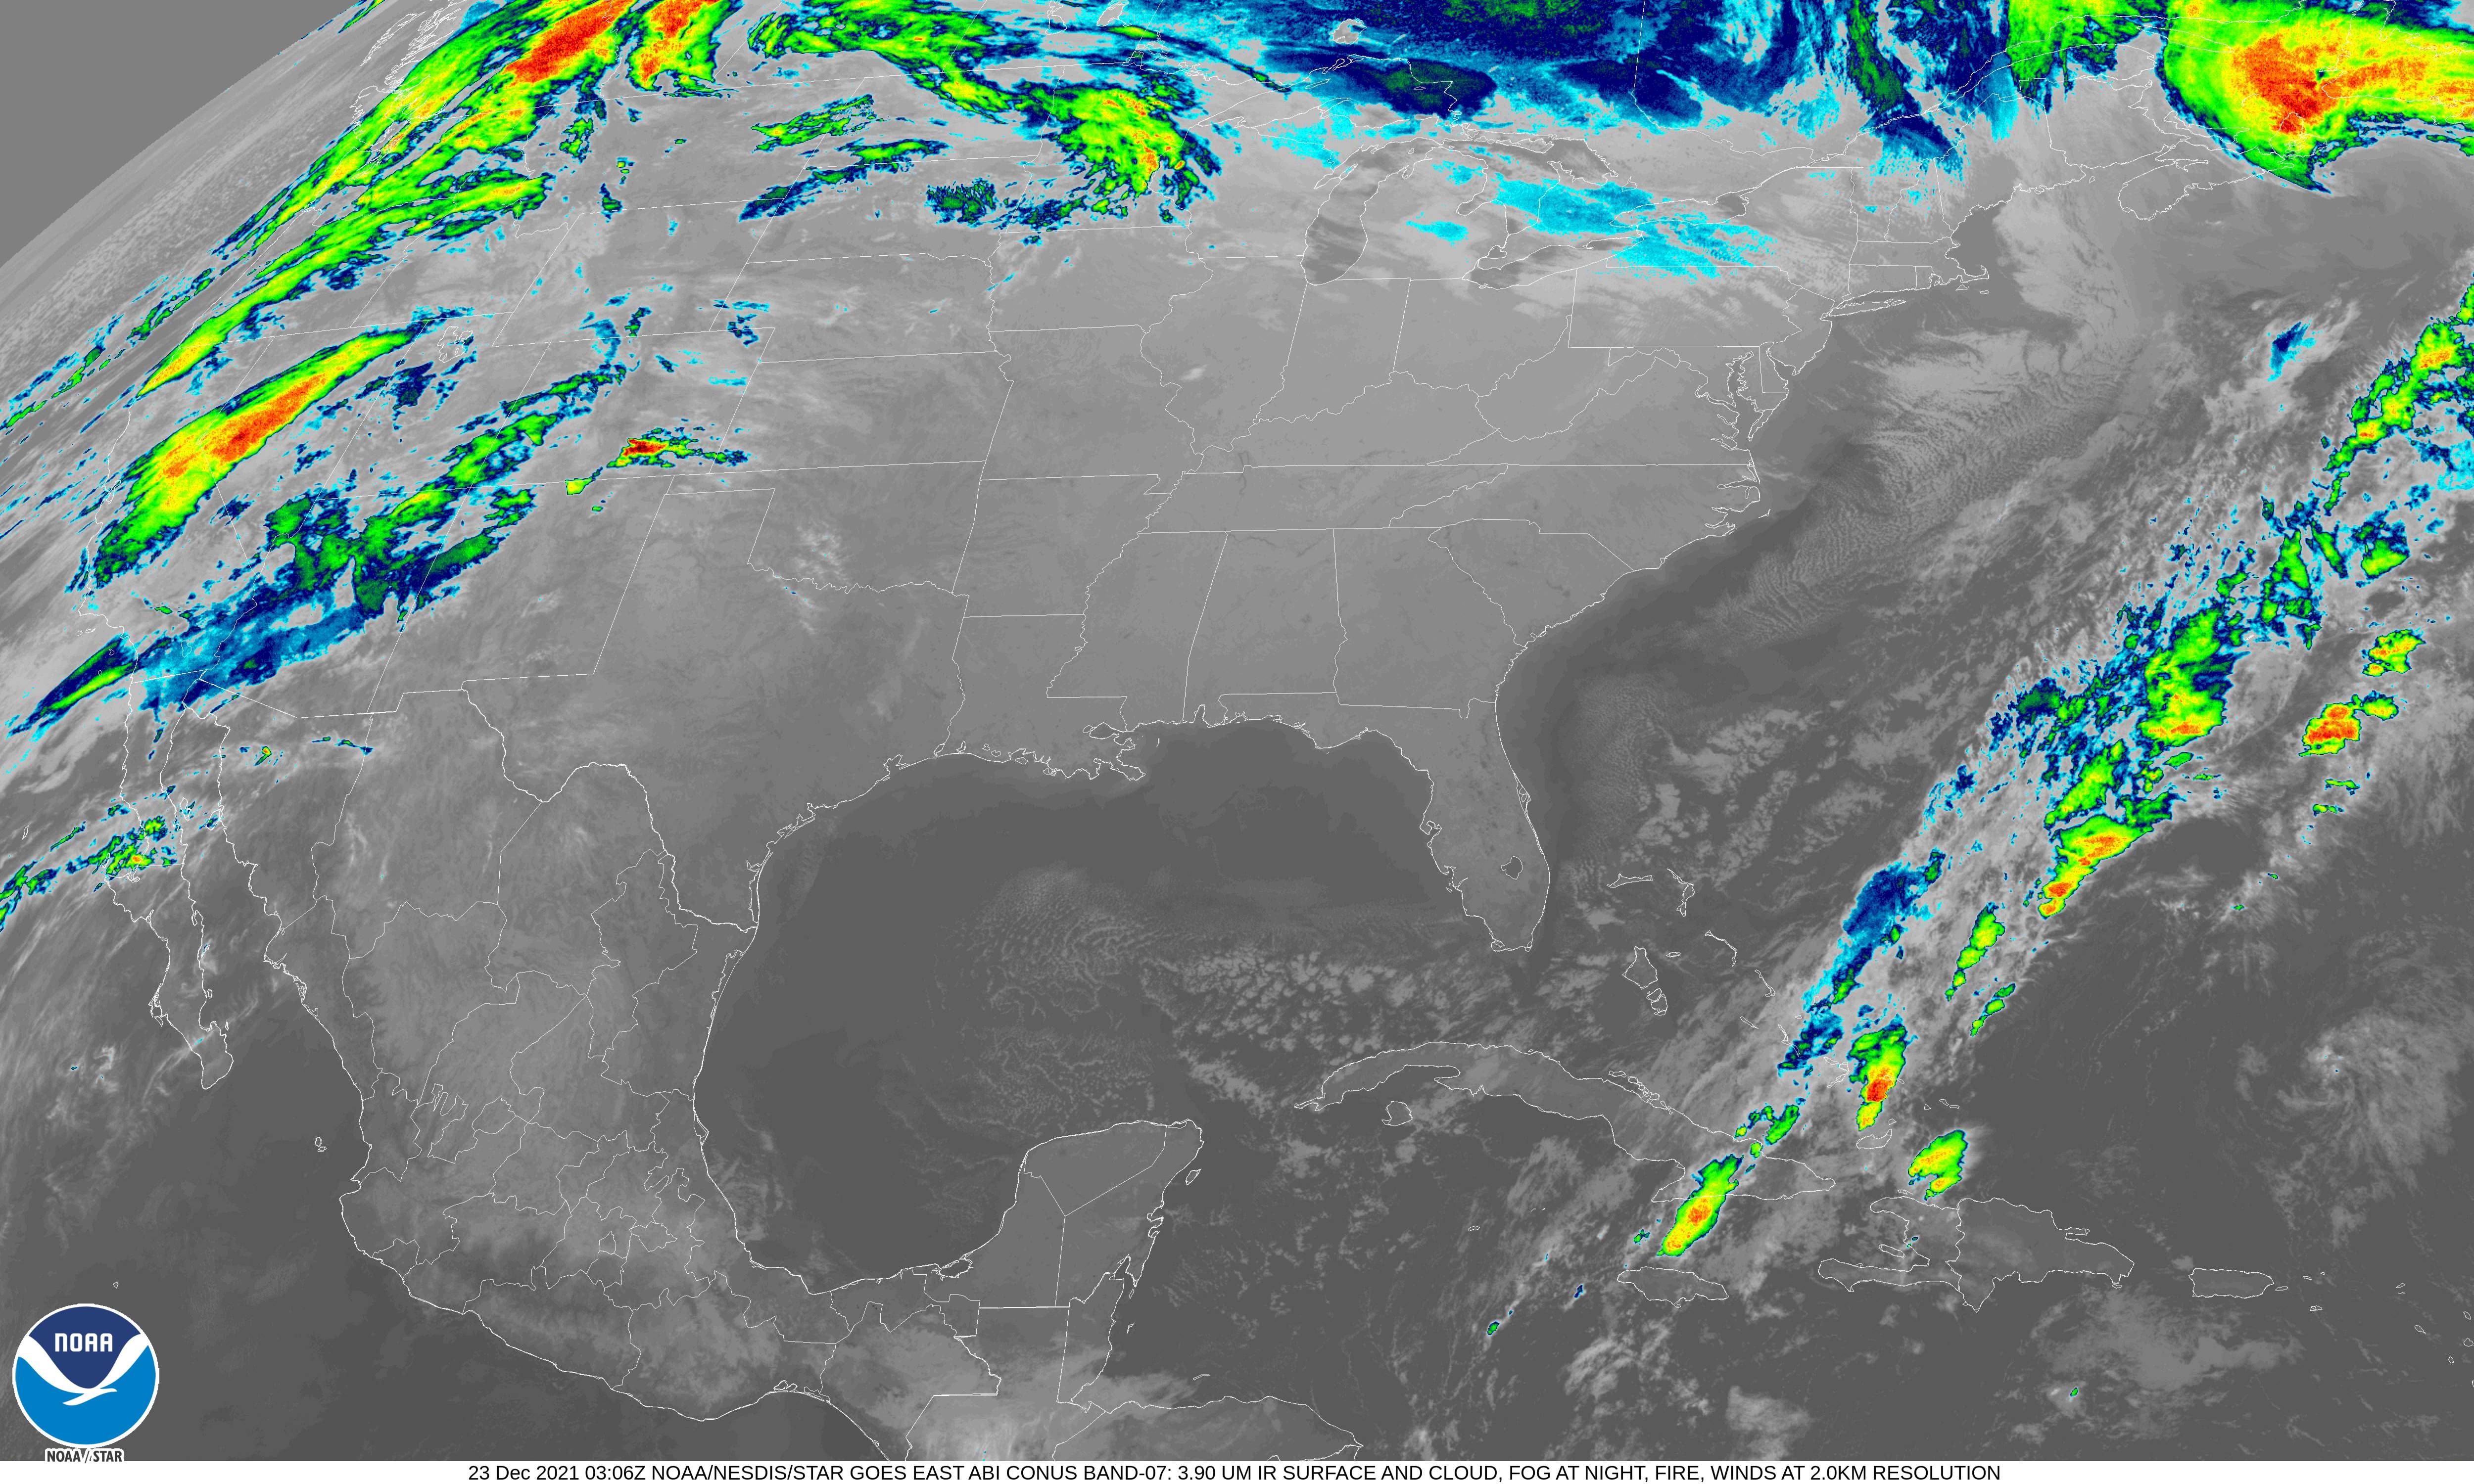 NOAA
NOAA/STAR
23 Dec 2021 03:06Z NOAA/NESDIS/STAR GOES EAST ABI CONUS BAND-07: 3.90 UM IR SURFACE AND CLOUD, FOG AT NIGHT, FIRE, WINDS AT 2.0KM RESOLUTION